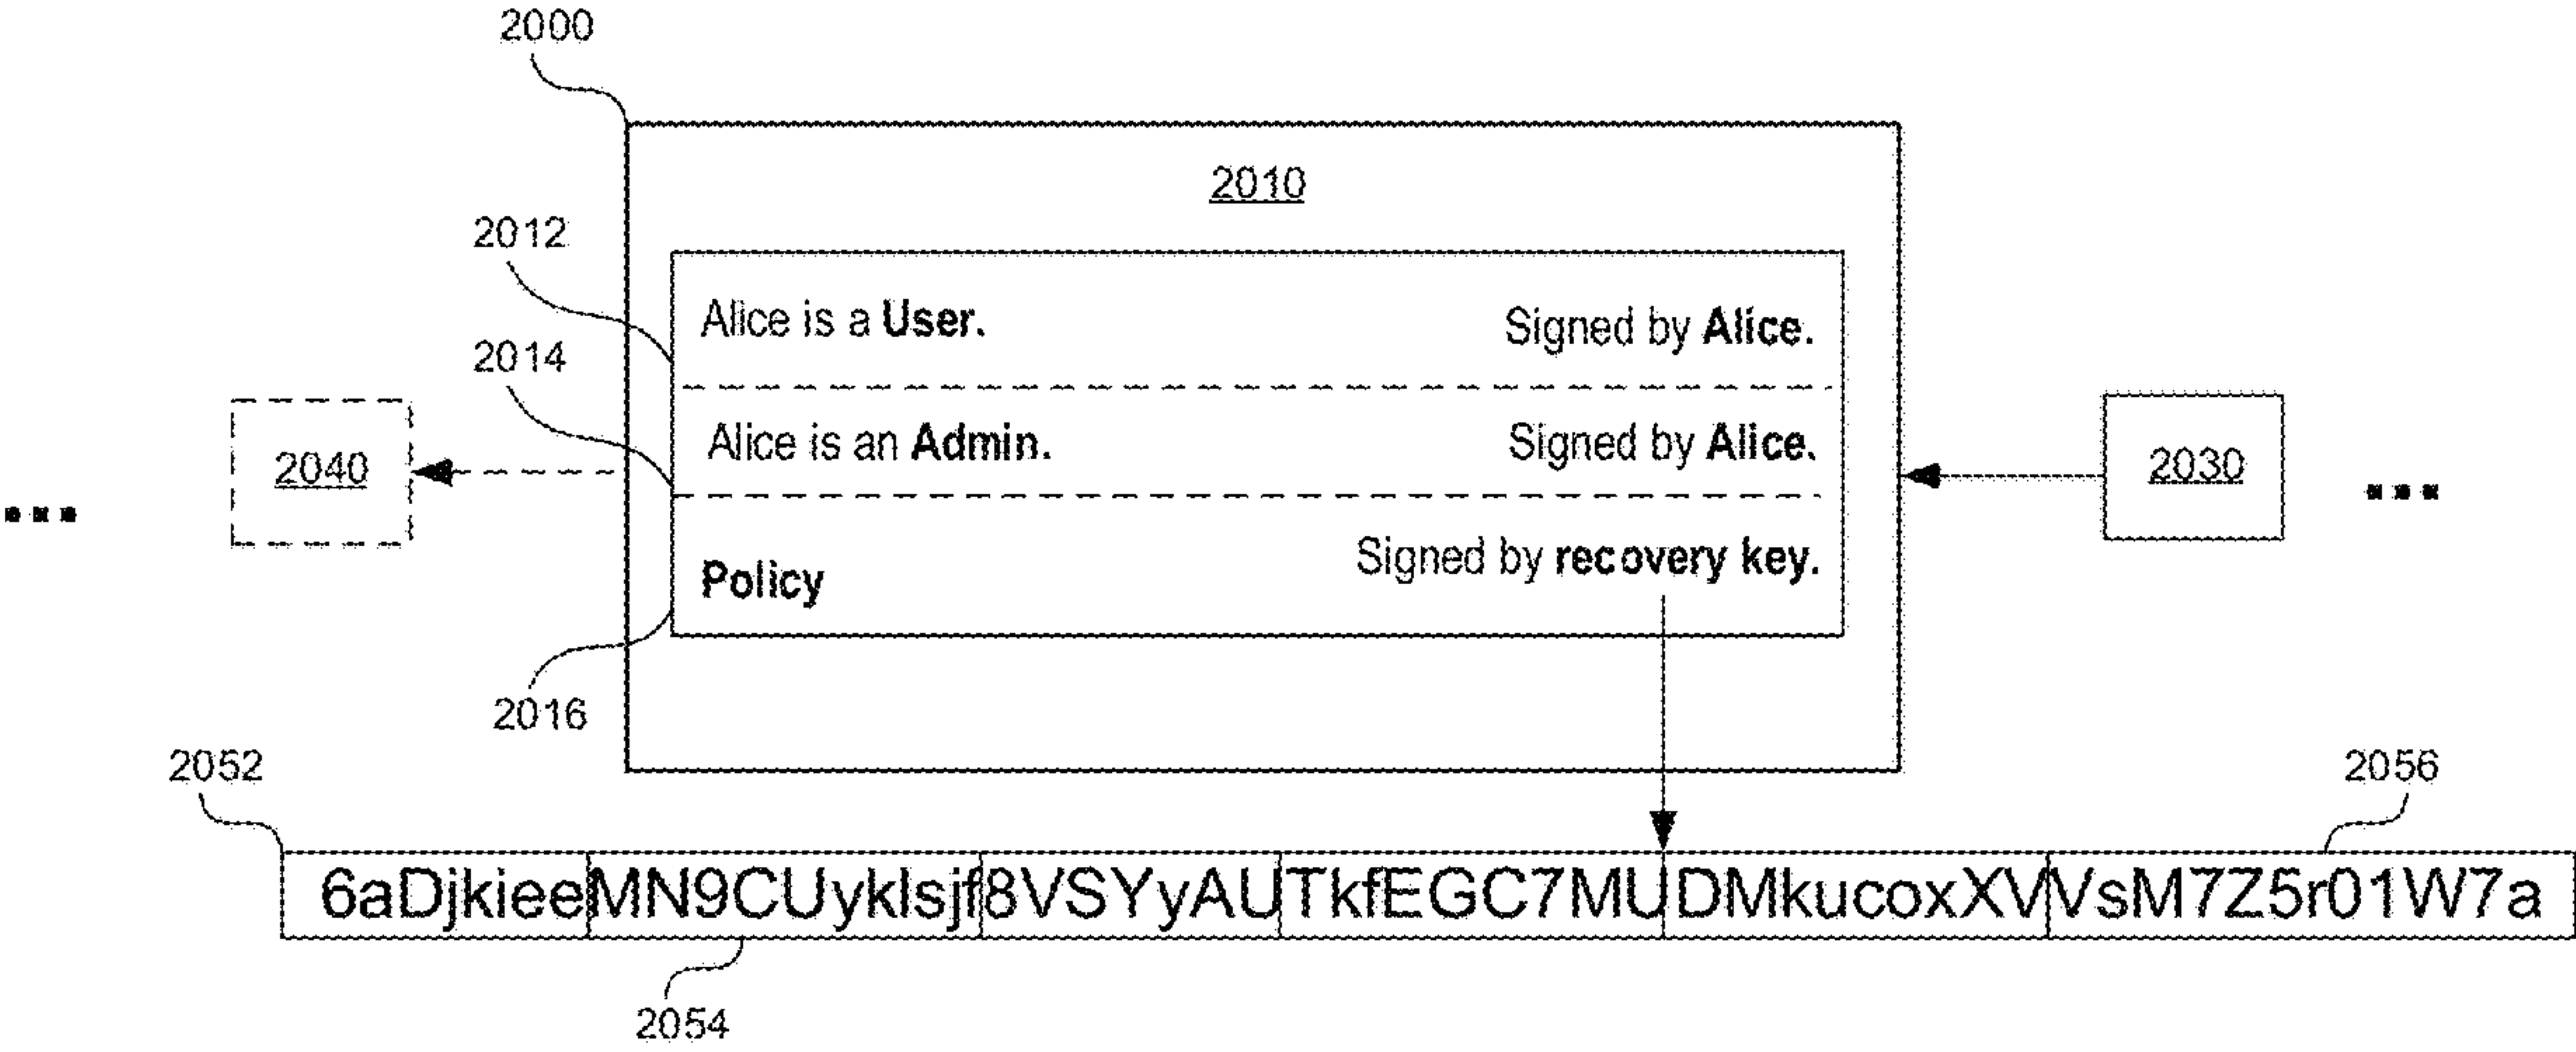 2000
2010
2012
Alice is a User. Signed by Alice.
2014
Alice is an Admin. Signed by Alice.
2040
2030
...
...
Policy
Signed by recovery key.
2016
2052
2056
6aDjkieeMN9CUyklsjf8VSYyAUTkfEGC7MUDMkucoxXVVsM7Z5r01W7a
2054